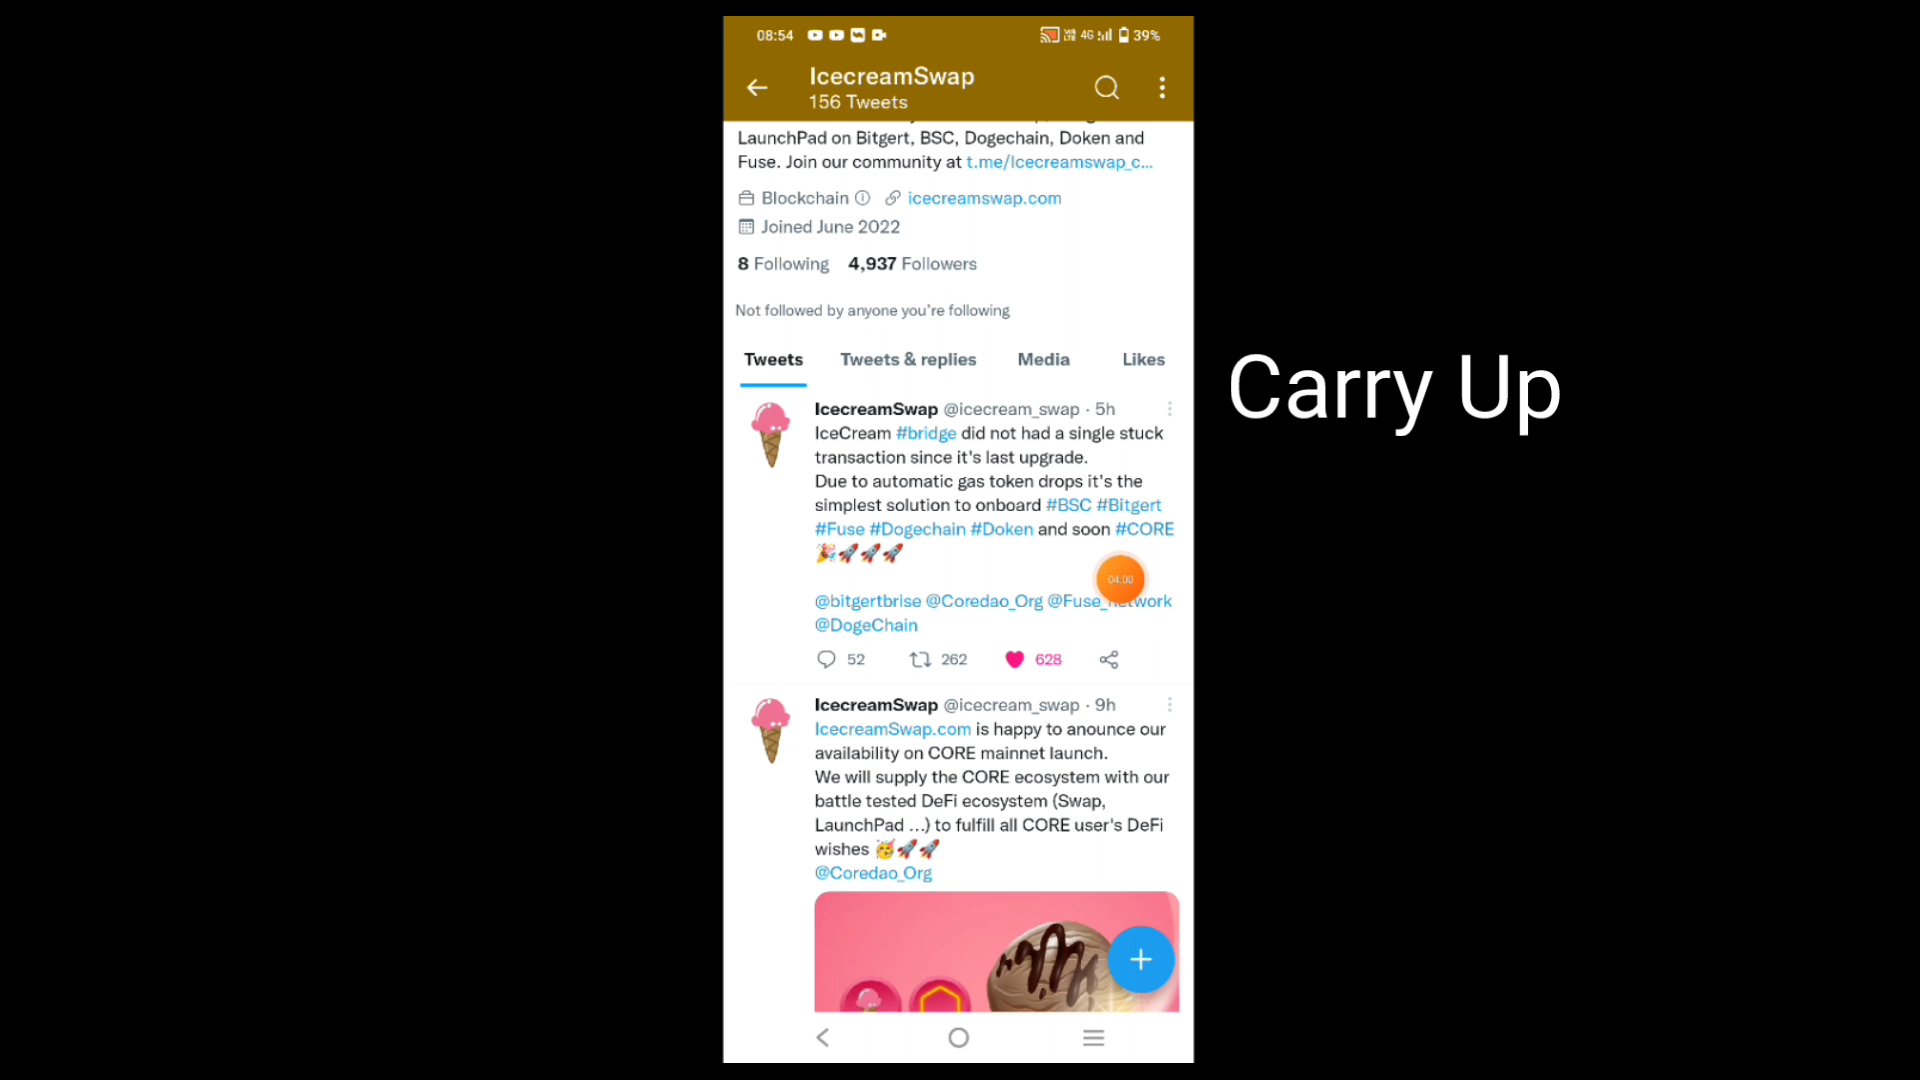 08:54
4G
39%
IcecreamSwap
156 Tweets
LaunchPad on Bitgert, BSC, Dogechain, Doken and
Fuse. Join our community at t.me/Icecreamswap_c...
Blockchain icecreamswap.com
Joined June 2022
8 Following 4,937 Followers
Not followed by anyone you're following
Tweets Tweets & replies Media Likes
IcecreamSwap @icecream_swap · 5h
IceCream #bridge did not had a single stuck
transaction since it's last upgrade.
Due to automatic gas token drops it's the
simplest solution to onboard #BSC #Bitgert
#Fuse #Dogechain #Doken and soon #CORE
🎉🚀🚀🚀
04:00
@bitgertbrise @Coredao_Org @Fuse_network
@DogeChain
52 262 628
IcecreamSwap @icecream_swap · 9h
IcecreamSwap.com is happy to anounce our
availability on CORE mainnet launch.
We will supply the CORE ecosystem with our
battle tested DeFi ecosystem (Swap,
LaunchPad ...) to fulfill all CORE user's DeFi
wishes 🥳🚀🚀
@Coredao_Org
Carry Up